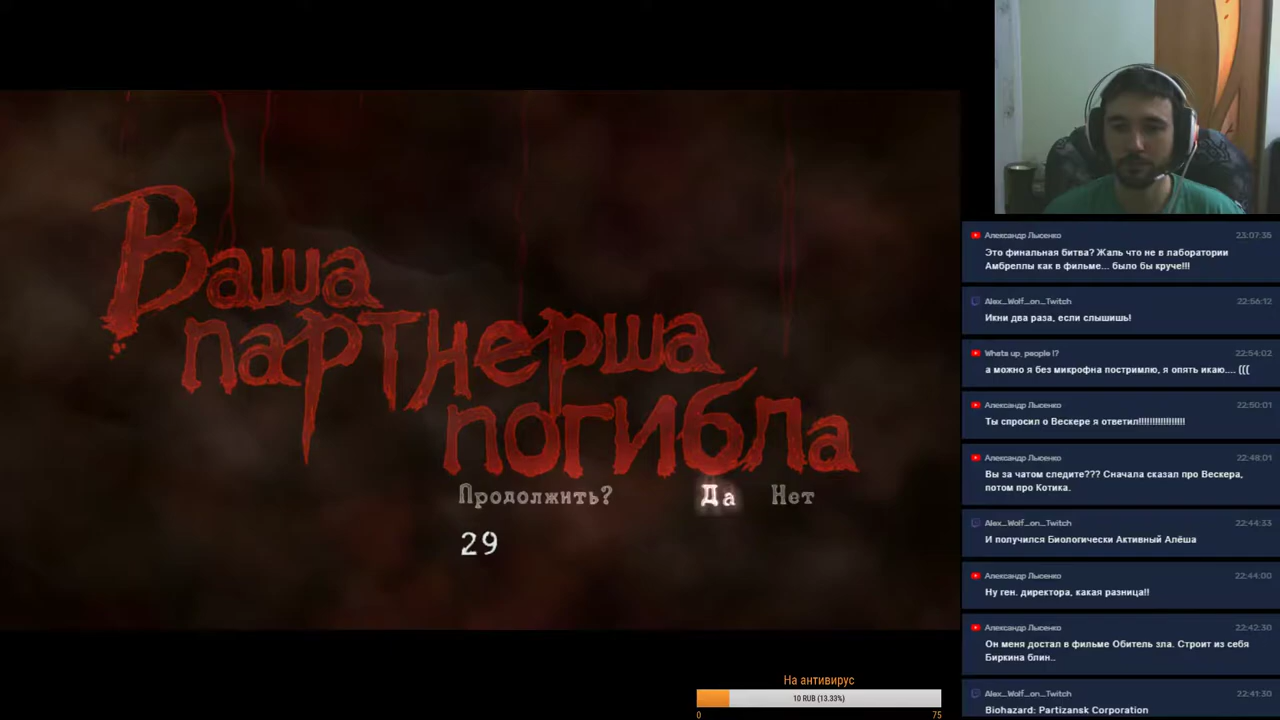 Ваша
партнерша
погибла
Продолжить? Да Нет
29
Александр Лысенко 23:07:35
Это финальная битва? Жаль что не в лаборатории
Амбреллы как в фильме... было бы круче!!!
Alex_Wolf_on_Twitch 22:56:12
Икни два раза, если слышишь!
Whats up, people !? 22:54:02
а можно я без микрофна постримлю, я опять икаю.... (((
Александр Лысенко 22:50:01
Ты спросил о Вескере я ответил!!!!!!!!!!!!!!!!!
Александр Лысенко 22:48:01
Вы за чатом следите??? Сначала сказал про Вескера,
потом про Котика.
Alex_Wolf_on_Twitch 22:44:33
И получился Биологически Активный Алёша
Александр Лысенко 22:44:00
Ну ген. директора, какая разница!!
Александр Лысенко 22:42:30
Он меня достал в фильме Обитель зла. Строит из себя
Биркина блин..
Alex_Wolf_on_Twitch 22:41:30
Biohazard: Partizansk Corporation
На антивирус
10 RUB (13.33%)
0 75